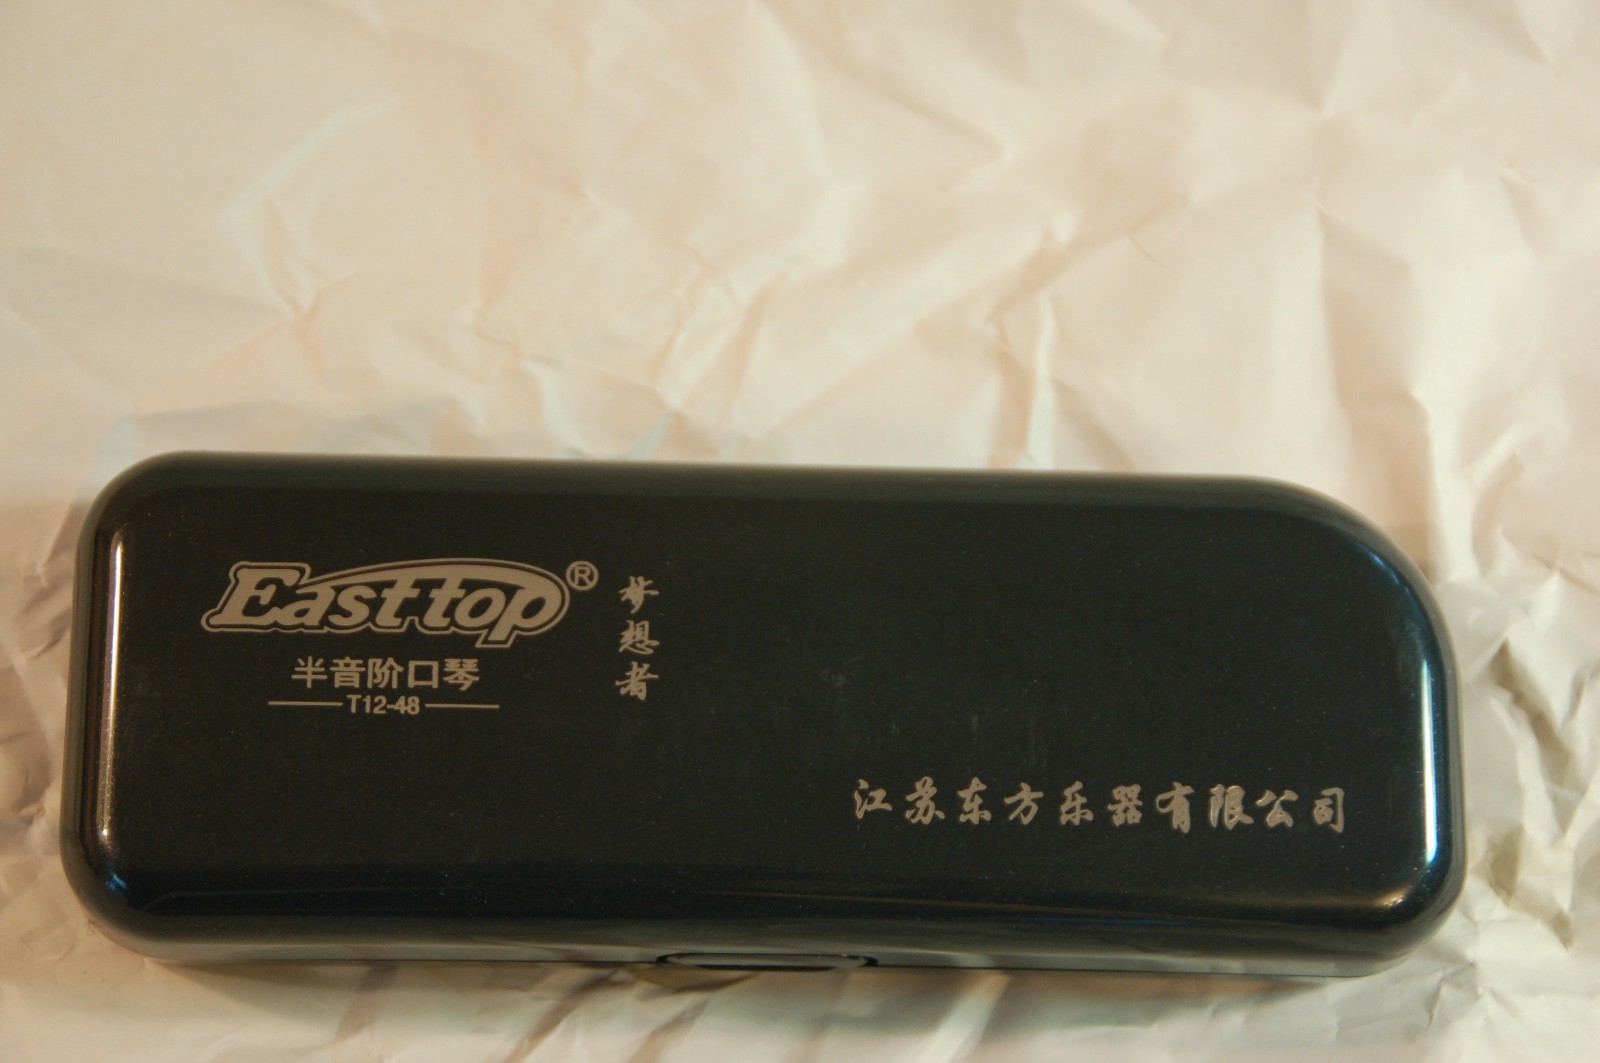 Easttop®
半音阶口琴
T12-48
梦想者
江苏东方乐器有限公司